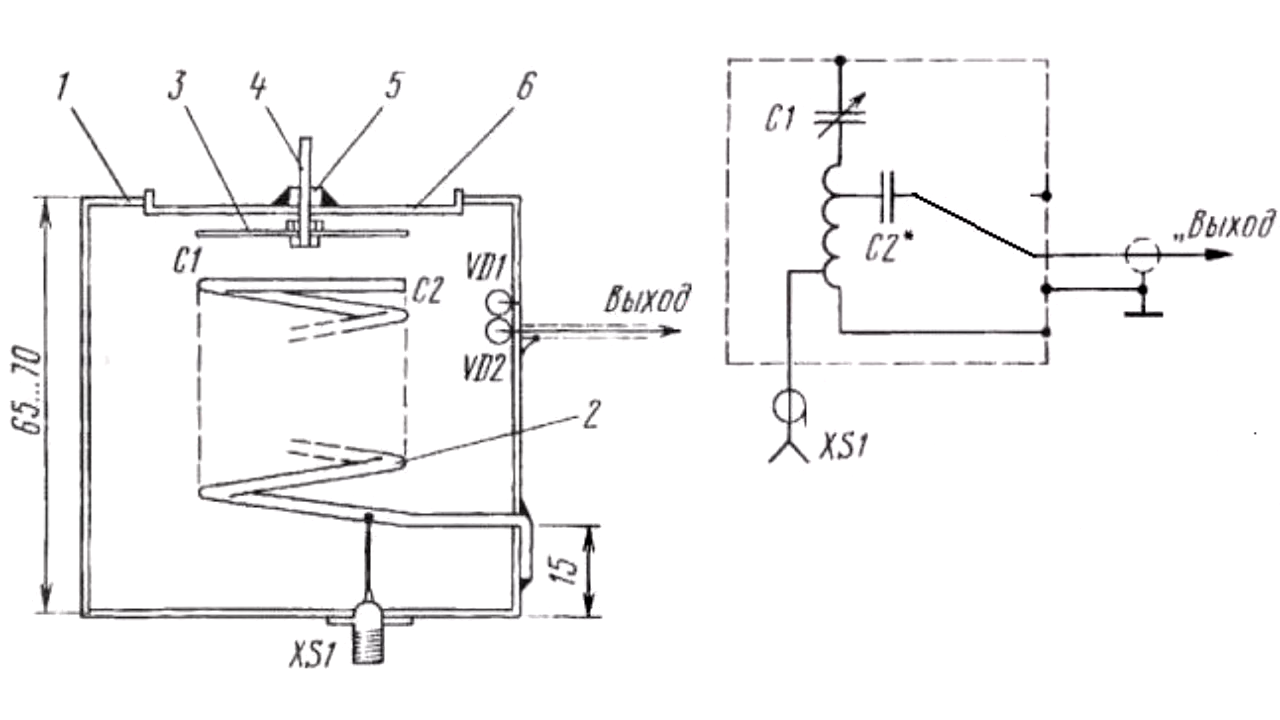 1 3 4 5 6
C1 C2 VD1
Выход
VD2
65...70
2
15
XS1
C1
C2*
„Выход
XS1